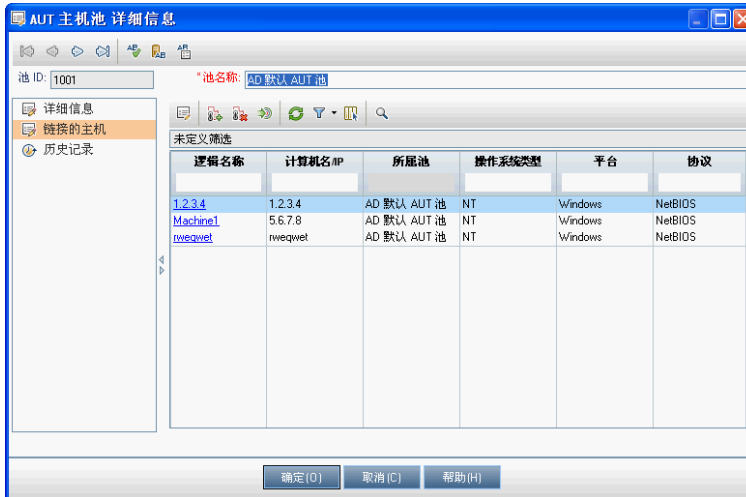 AUT 主机池 详细信息
池 ID: 1001
*池名称: AD 默认 AUT 池
详细信息
链接的主机
历史记录
未定义筛选
逻辑名称 计算机名/IP 所属池 操作系统类型 平台 协议
1.2.3.4 1.2.3.4 AD 默认 AUT 池 NT Windows NetBIOS
Machine1 5.6.7.8 AD 默认 AUT 池 NT Windows NetBIOS
rweqwet rweqwet AD 默认 AUT 池 NT Windows NetBIOS
确定(O) 取消(C) 帮助(H)